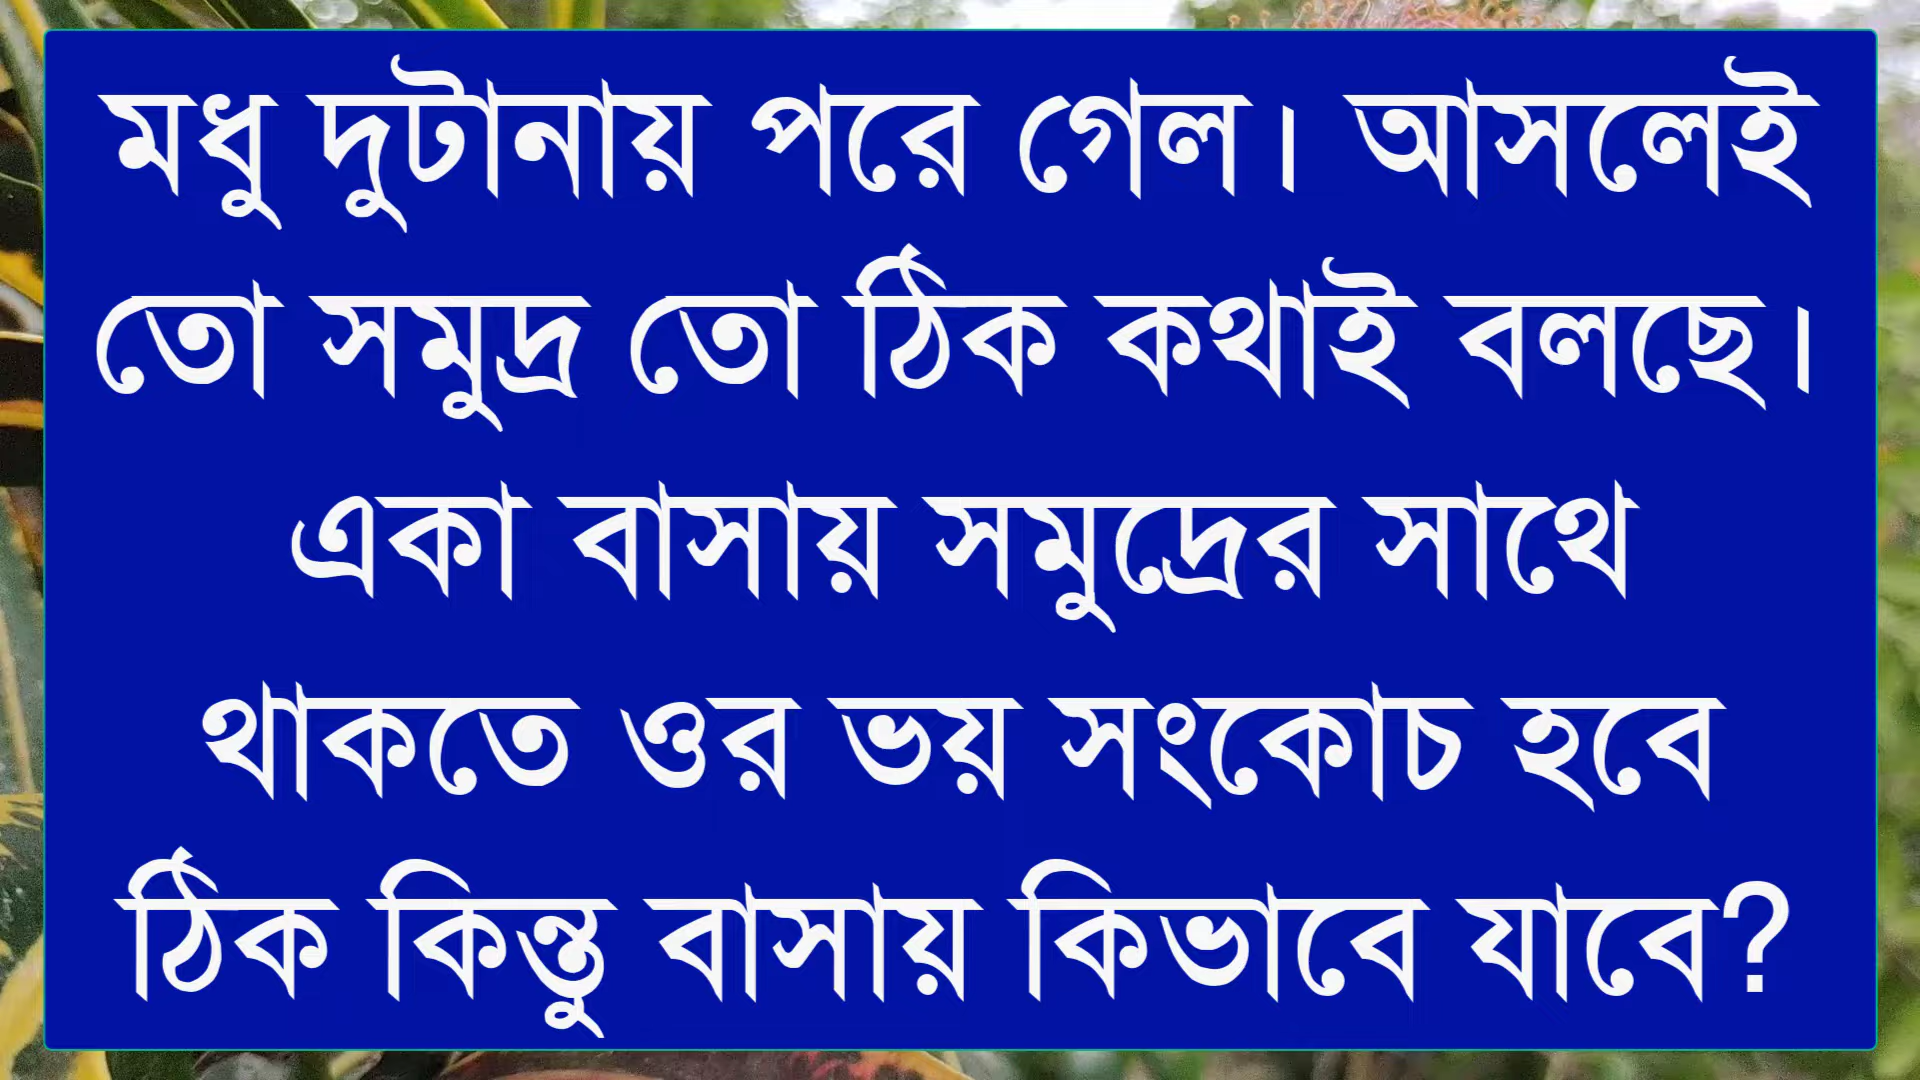 মধু দুটানায় পরে গেল। আসলেই
তো সমুদ্র তো ঠিক কথাই বলছে।
একা বাসায় সমুদ্রের সাথে
থাকতে ওর ভয় সংকোচ হবে
ঠিক কিন্তু বাসায় কিভাবে যাবে?